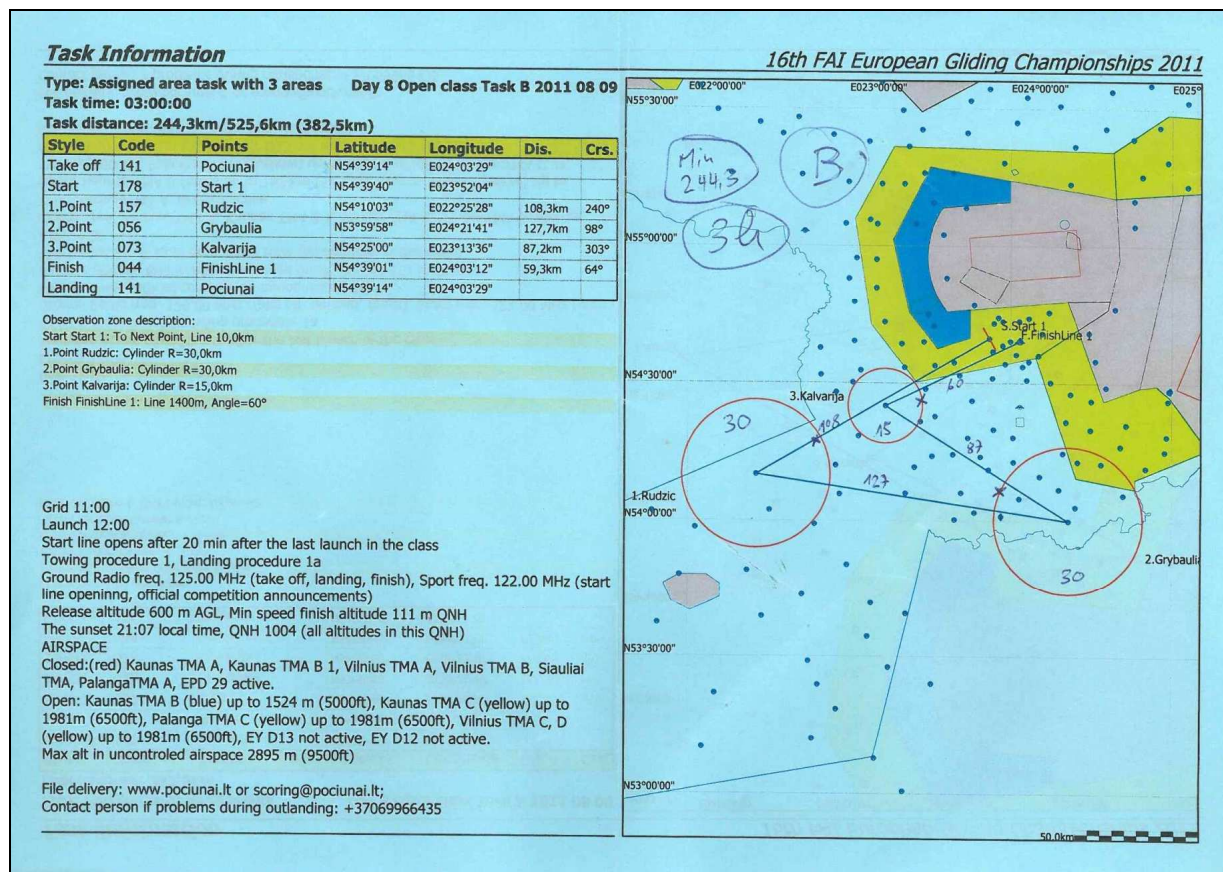 Task Information
16th FAI European Gliding Championships 2011
Type: Assigned area task with 3 areas Day 8 Open class Task B 2011 08 09
Task time: 03:00:00
Task distance: 244,3km/525,6km (382,5km)
Style Code Points Latitude Longitude Dis. Crs.
Take off 141 Pociunai N54°39'14" E024°03'29"
Start 178 Start 1 N54°39'40" E023°52'04"
1.Point 157 Rudzic N54°10'03" E022°25'28" 108,3km 240°
2.Point 056 Grybaulia N53°59'58" E024°21'41" 127,7km 98°
3.Point 073 Kalvarija N54°25'00" E023°13'36" 87,2km 303°
Finish 044 FinishLine 1 N54°39'01" E024°03'12" 59,3km 64°
Landing 141 Pociunai N54°39'14" E024°03'29"
Observation zone description:
Start Start 1: To Next Point, Line 10,0km
1.Point Rudzic: Cylinder R=30,0km
2.Point Grybaulia: Cylinder R=30,0km
3.Point Kalvarija: Cylinder R=15,0km
Finish FinishLine 1: Line 1400m, Angle=60°
Grid 11:00
Launch 12:00
Start line opens after 20 min after the last launch in the class
Towing procedure 1, Landing procedure 1a
Ground Radio freq. 125.00 MHz (take off, landing, finish), Sport freq. 122.00 MHz (start
line openinng, official competition announcements)
Release altitude 600 m AGL, Min speed finish altitude 111 m QNH
The sunset 21:07 local time, QNH 1004 (all altitudes in this QNH)
AIRSPACE
Closed:(red) Kaunas TMA A, Kaunas TMA B 1, Vilnius TMA A, Vilnius TMA B, Siauliai
TMA, PalangaTMA A, EPD 29 active.
Open: Kaunas TMA B (blue) up to 1524 m (5000ft), Kaunas TMA C (yellow) up to
1981m (6500ft), Palanga TMA C (yellow) up to 1981m (6500ft), Vilnius TMA C, D
(yellow) up to 1981m (6500ft), EY D13 not active, EY D12 not active.
Max alt in uncontroled airspace 2895 m (9500ft)
File delivery: www.pociunai.lt or scoring@pociunai.lt;
Contact person if problems during outlanding: +37069966435
E022°00'00" E023°00'00" E024°00'00" E025°
N55°30'00"
Min
244,3
B
3h
N55°00'00"
S.Start 1
F.FinishLine 1
N54°30'00"
60
3.Kalvarija
30
108
15
87
127
1.Rudzic
N54°00'00"
2.Grybaulia
30
N53°30'00"
N53°00'00"
50.0km